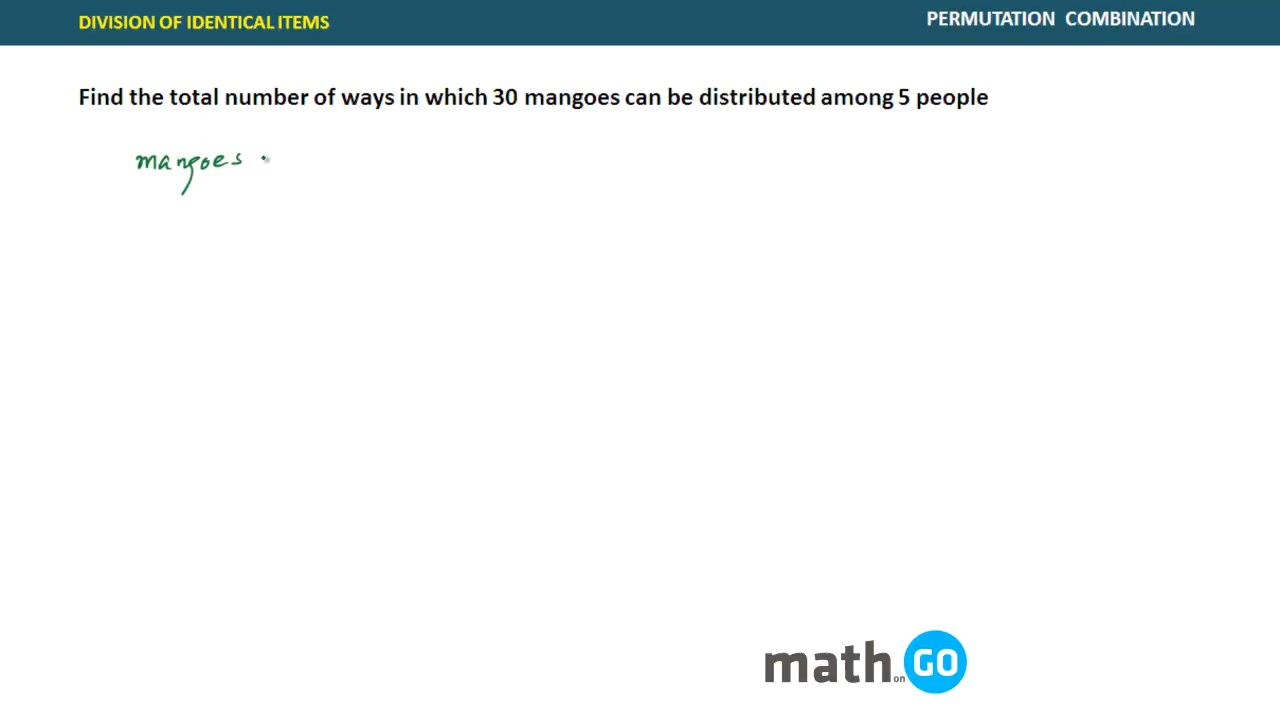 DIVISION OF IDENTICAL ITEMS
PERMUTATION COMBINATION
Find the total number of ways in which 30 mangoes can be distributed among 5 people
mangoes
math on GO